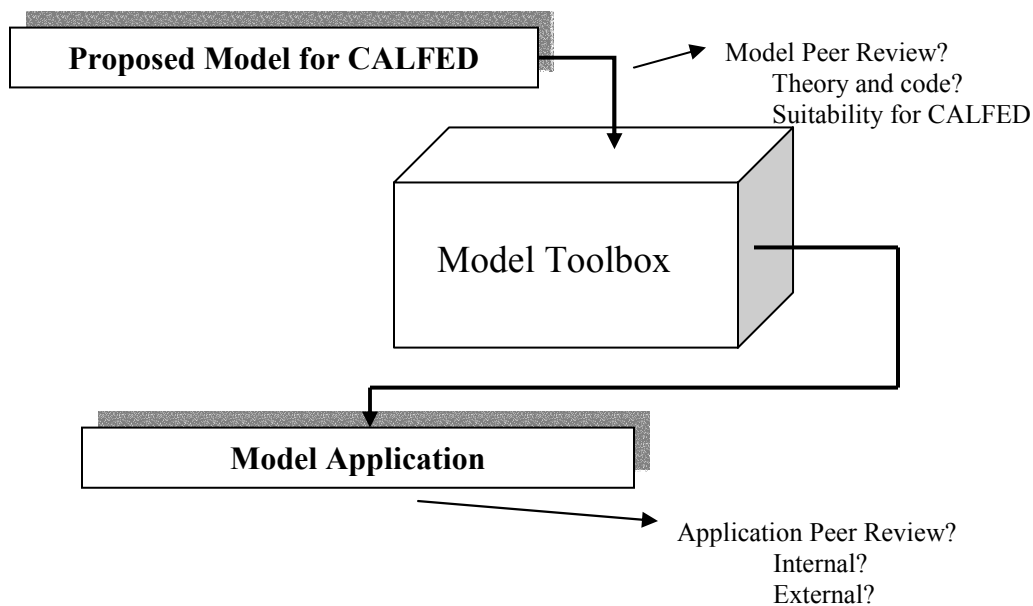 Proposed Model for CALFED
Model Peer Review?
Theory and code?
Suitability for CALFED
Model Toolbox
Model Application
Application Peer Review?
Internal?
External?